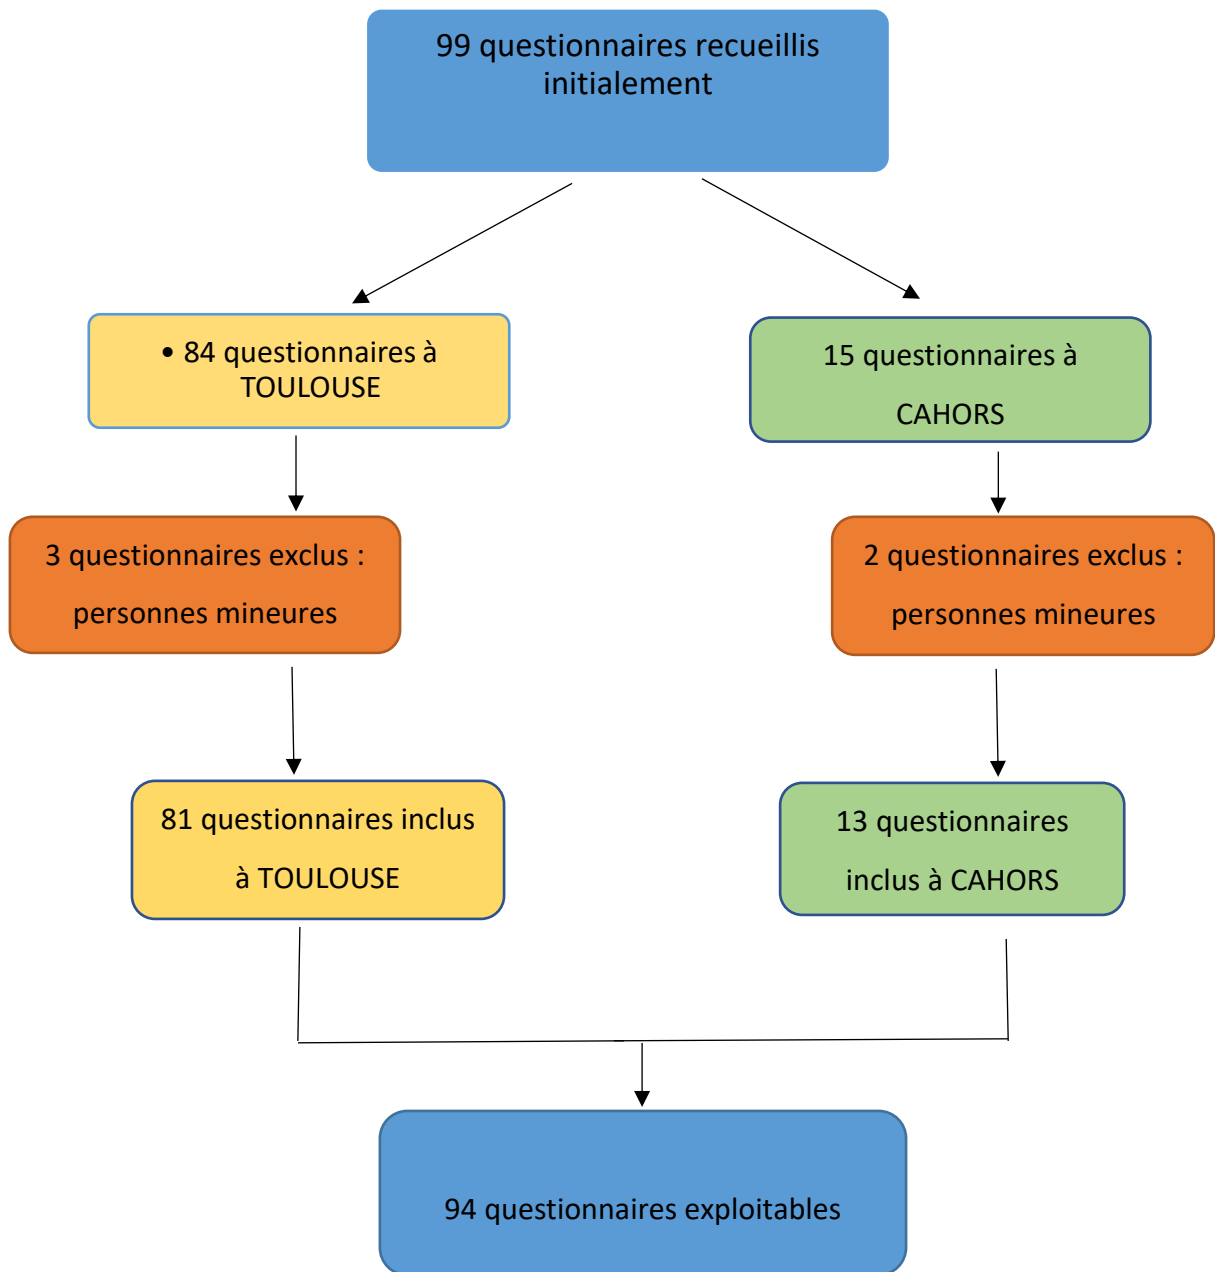 99 questionnaires recueillis
initialement
• 84 questionnaires à
TOULOUSE
15 questionnaires à
CAHORS
3 questionnaires exclus :
personnes mineures
2 questionnaires exclus :
personnes mineures
81 questionnaires inclus
à TOULOUSE
13 questionnaires
inclus à CAHORS
94 questionnaires exploitables